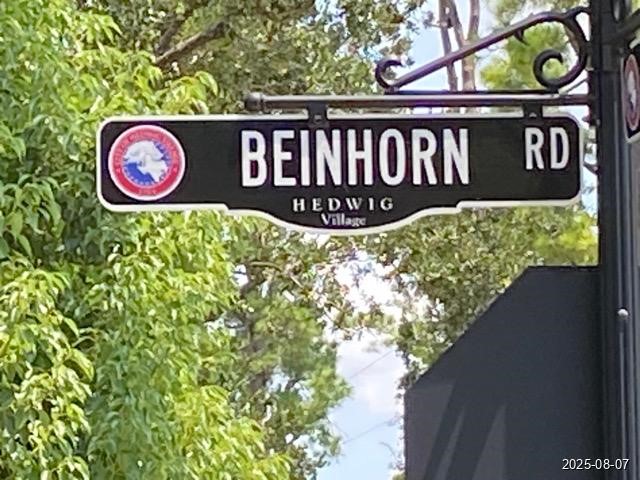 BEINHORN RD
HEDWIG
Village
2025-08-07